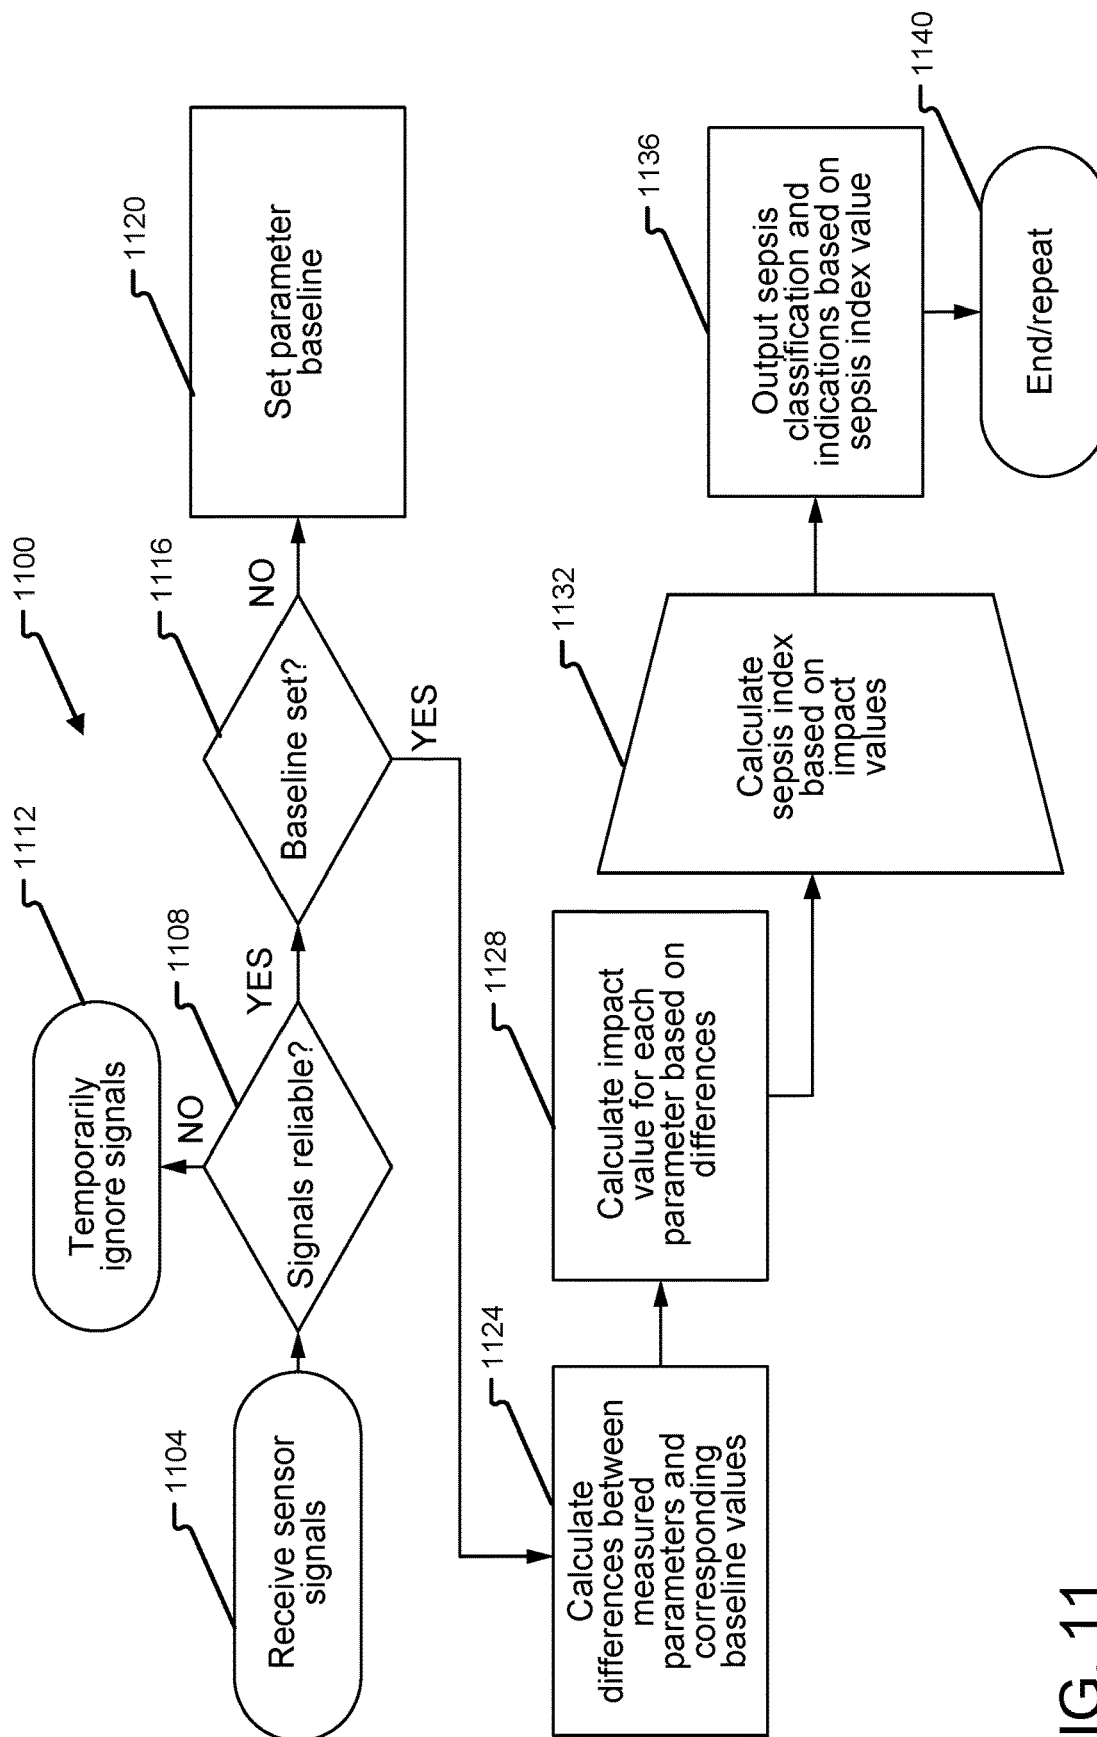 1100
1104
Receive sensor
signals
1108
Signals reliable?
NO
YES
1112
Temporarily
ignore signals
1116
Baseline set?
NO
YES
1120
Set parameter
baseline
1124
Calculate
differences between
measured
parameters and
corresponding
baseline values
1128
Calculate impact
value for each
parameter based on
differences
1132
Calculate
sepsis index
based on
impact
values
1136
Output sepsis
classification and
indications based on
sepsis index value
1140
End/repeat
IG. 11